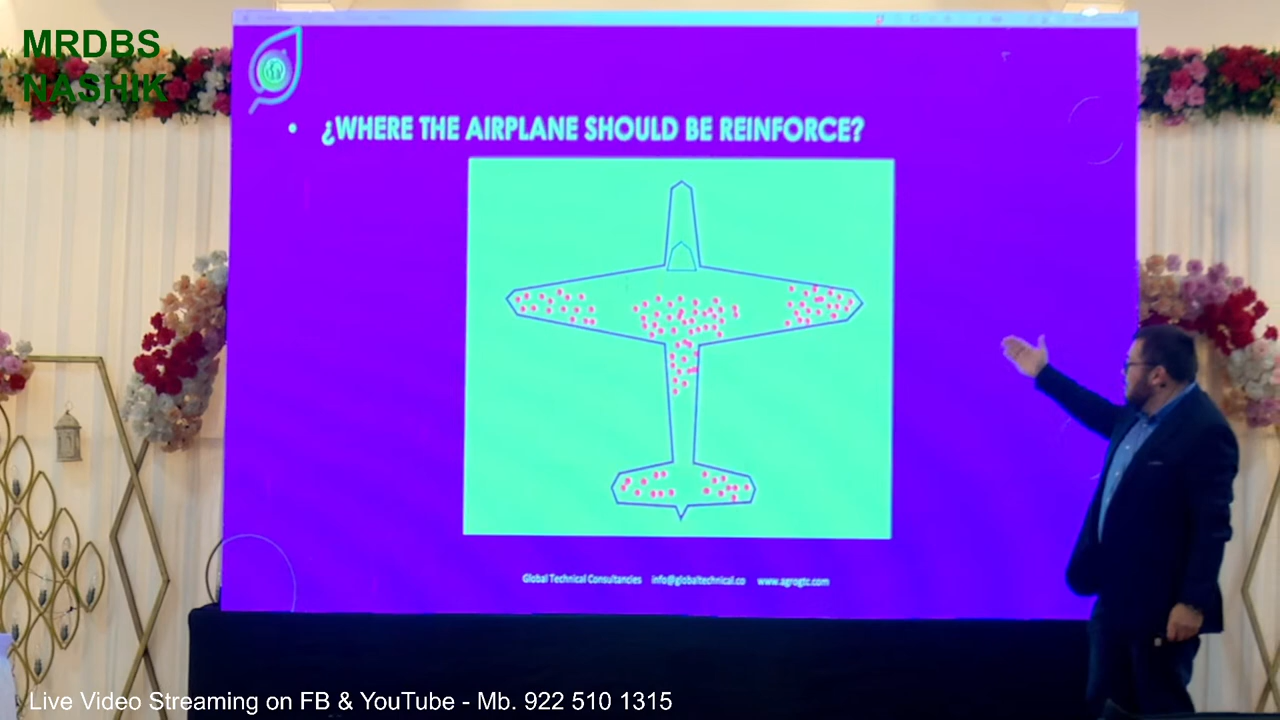 MRDBS
NASHIK
• ¿WHERE THE AIRPLANE SHOULD BE REINFORCE?
Global Technical Consultancies info@globaltechnical.co www.agrogtc.com
Live Video Streaming on FB & YouTube - Mb. 922 510 1315